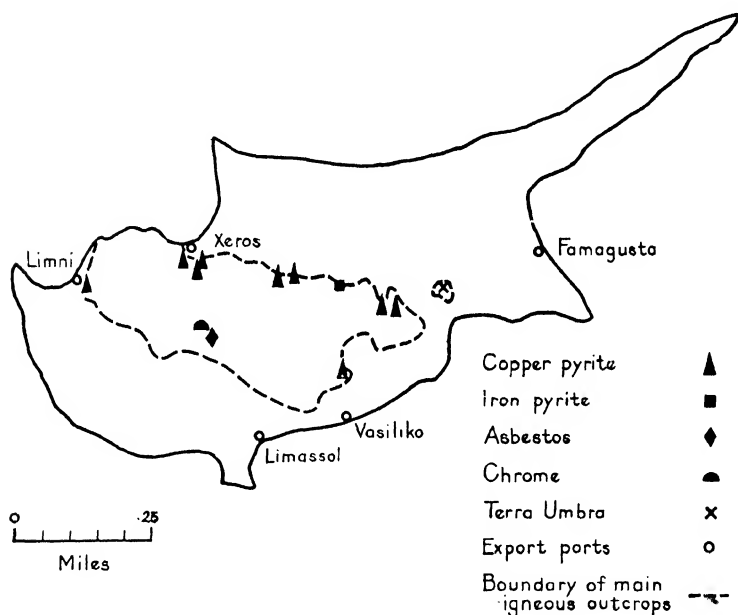 Xeros
Limni
Famagusta
Vasiliko
Limassol
0 25
Miles
Copper pyrite
Iron pyrite
Asbestos
Chrome
Terra Umbra
Export ports
Boundary of main
igneous outcrops